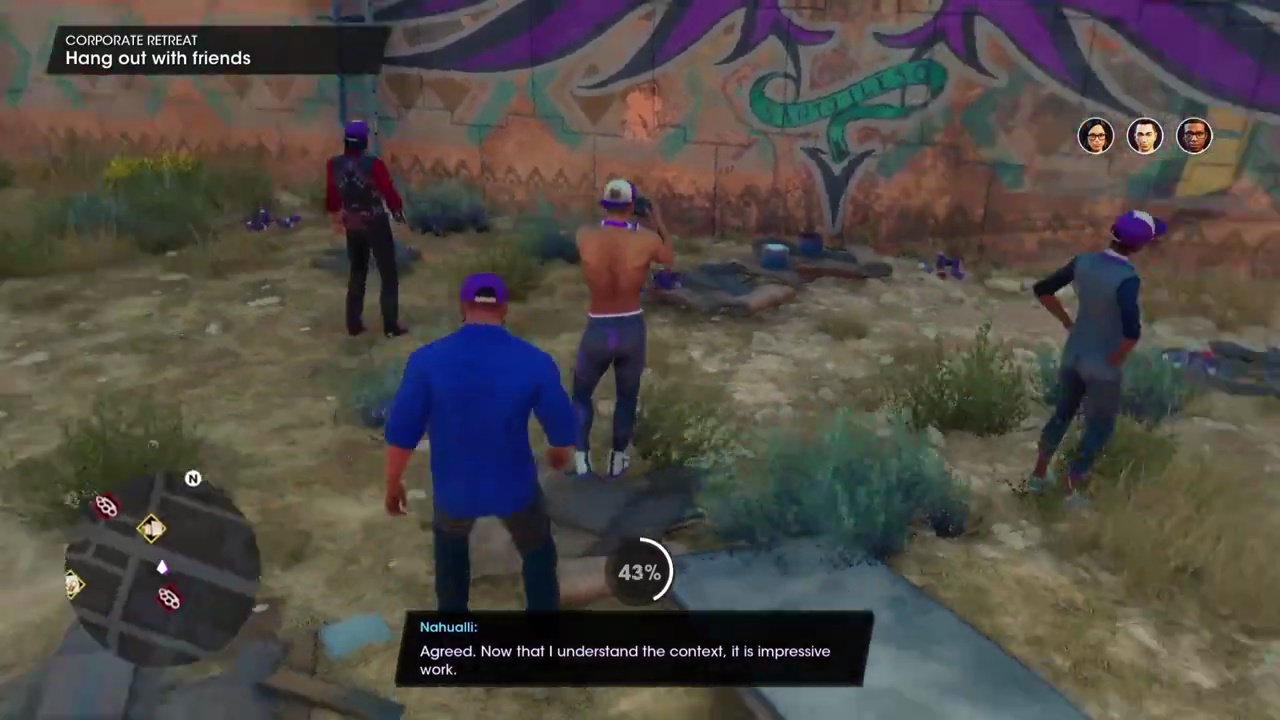 CORPORATE RETREAT
Hang out with friends
N
43%
Nahualli:
Agreed. Now that I understand the context, it is impressive
work.